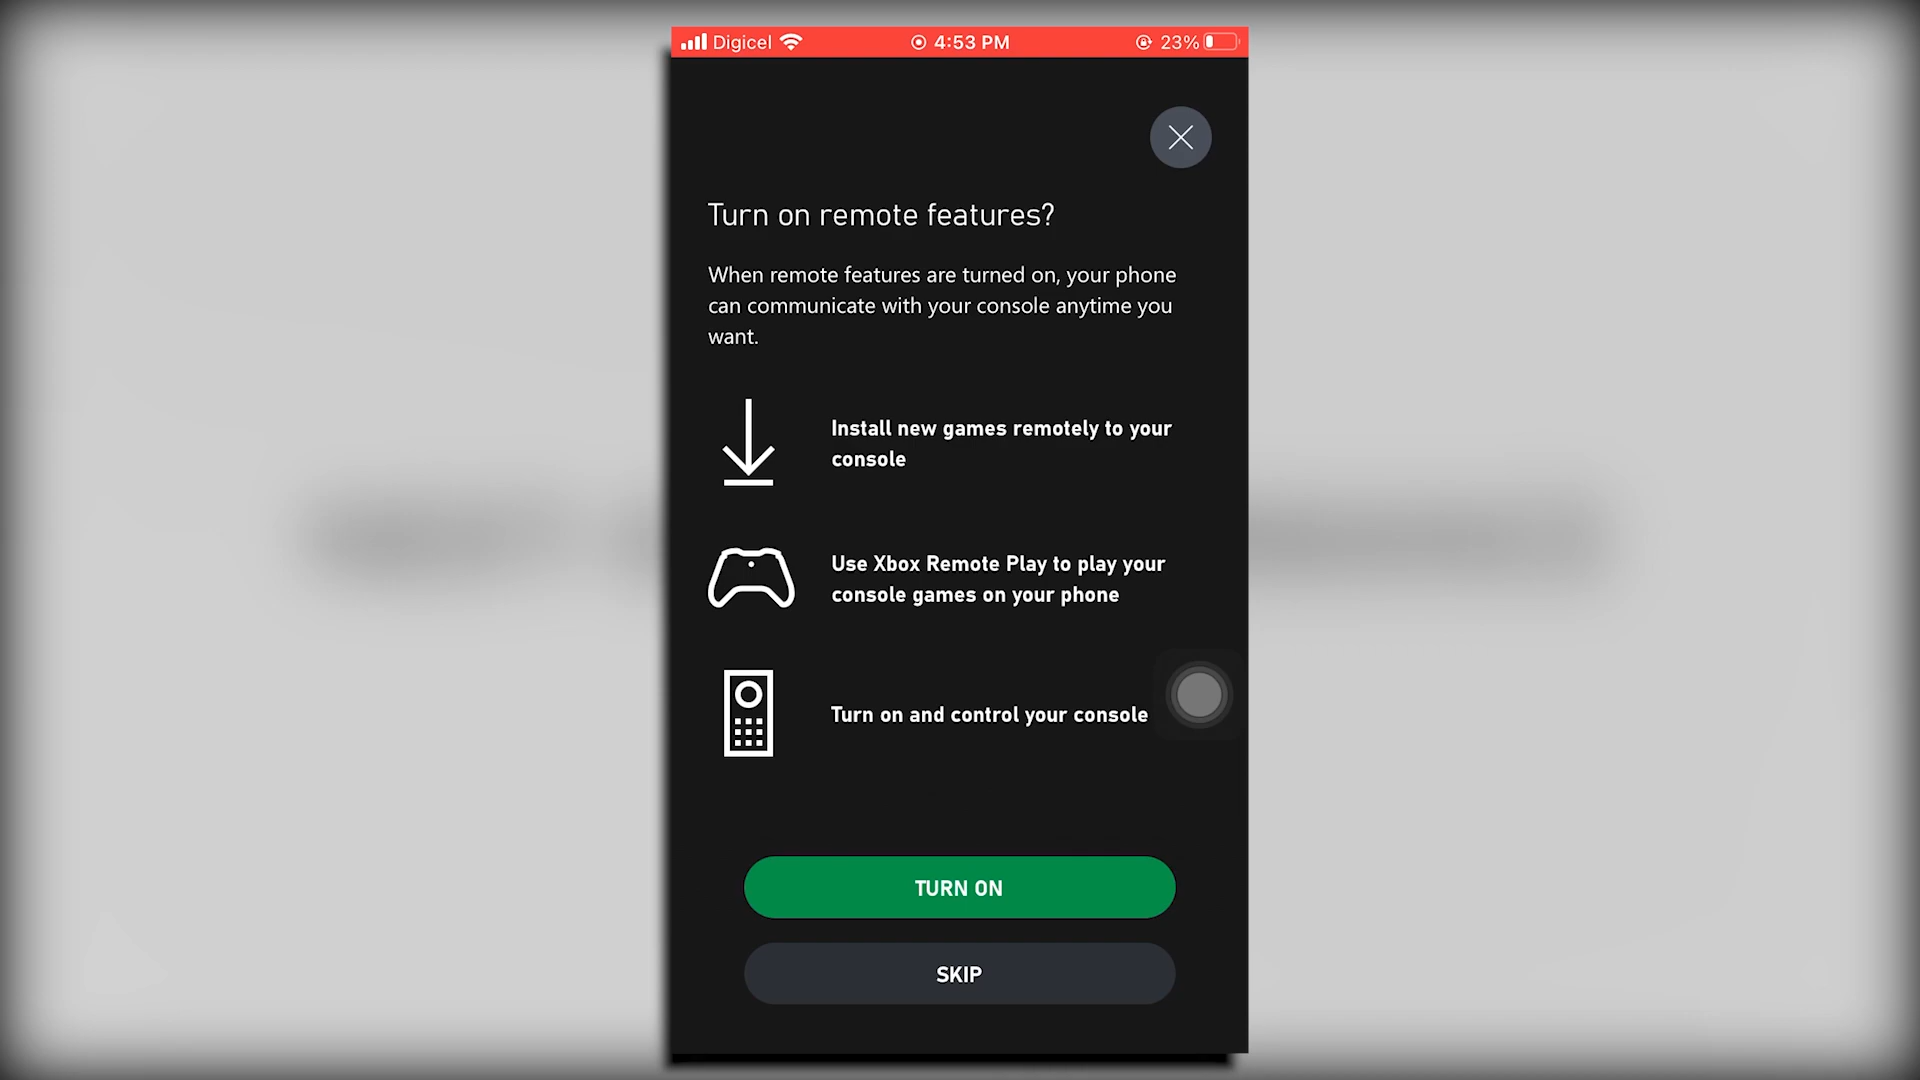 Digicel 4:53 PM 23%
Turn on remote features?
When remote features are turned on, your phone
can communicate with your console anytime you
want.
Install new games remotely to your
console
Use Xbox Remote Play to play your
console games on your phone
Turn on and control your console
TURN ON
SKIP